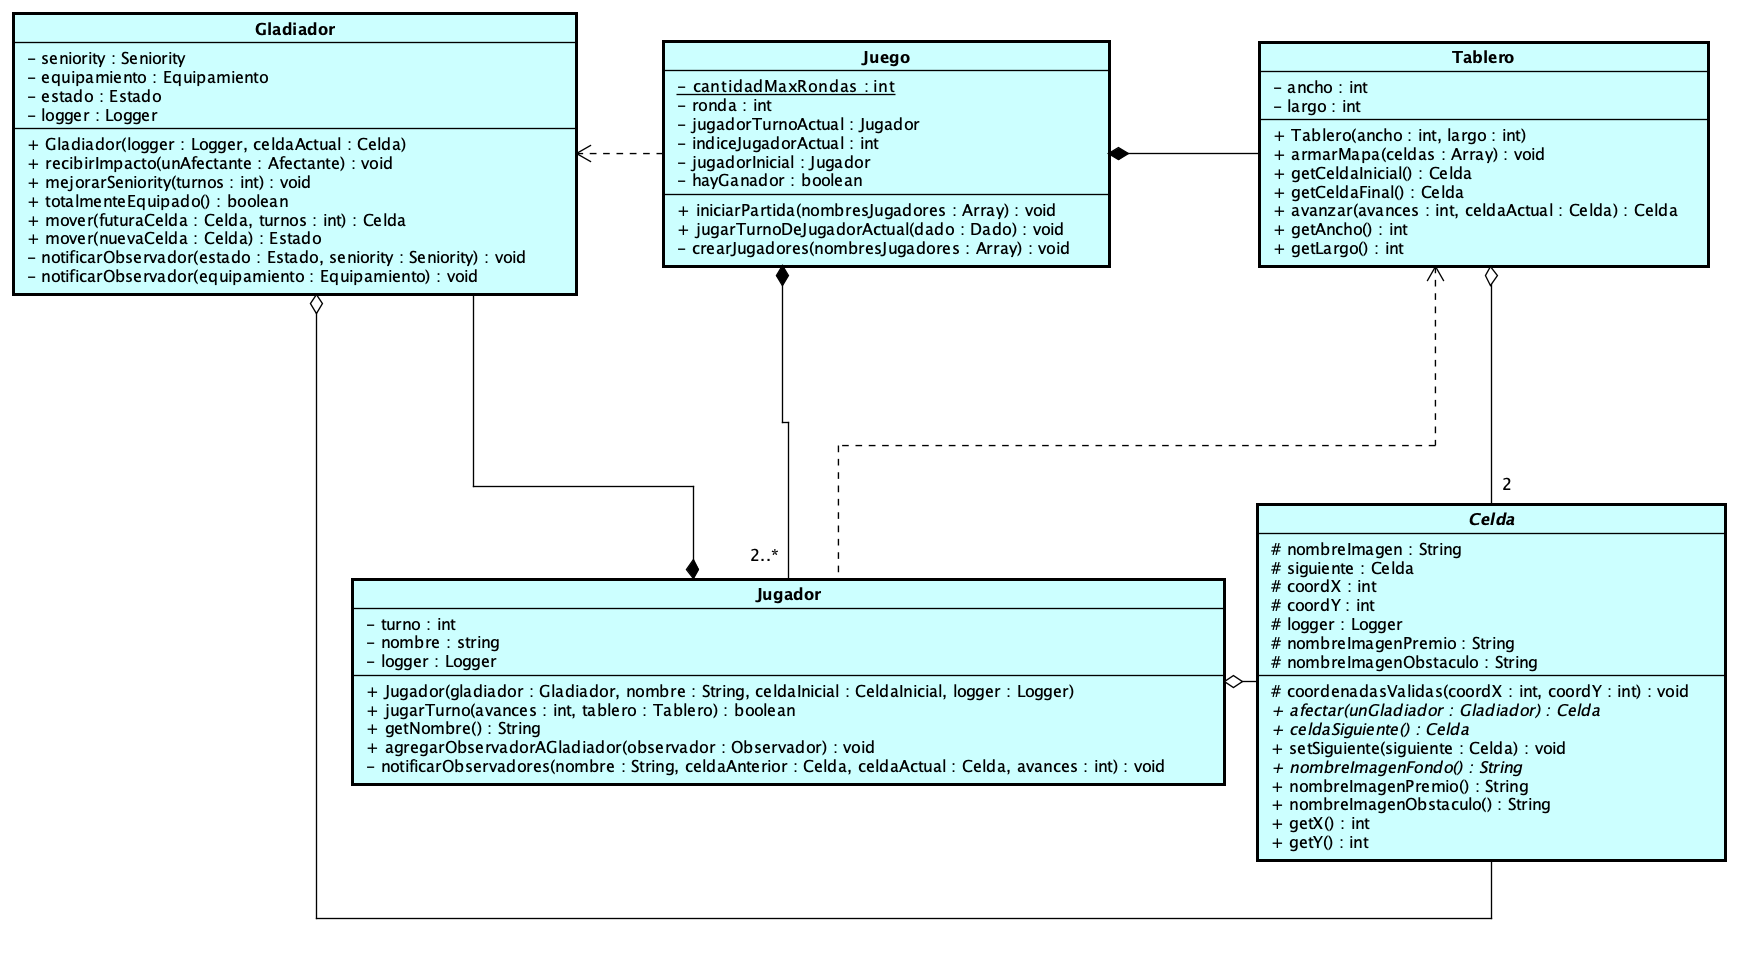 Gladiador
- seniority : Seniority
- equipamiento : Equipamiento
- estado : Estado
- logger : Logger
+ Gladiador(logger : Logger, celdaActual : Celda)
+ recibirImpacto(unAfectante : Afectante) : void
+ mejorarSeniority(turnos : int) : void
+ totalmenteEquipado() : boolean
+ mover(futuraCelda : Celda, turnos : int) : Celda
+ mover(nuevaCelda : Celda) : Estado
- notificarObservador(estado : Estado, seniority : Seniority) : void
- notificarObservador(equipamiento : Equipamiento) : void
Juego
- cantidadMaxRondas : int
- ronda : int
- jugadorTurnoActual : Jugador
- indiceJugadorActual : int
- jugadorInicial : Jugador
- hayGanador : boolean
+ iniciarPartida(nombresJugadores : Array) : void
+ jugarTurnoDeJugadorActual(dado : Dado) : void
- crearJugadores(nombresJugadores : Array) : void
Tablero
- ancho : int
- largo : int
+ Tablero(ancho : int, largo : int)
+ armarMapa(celdas : Array) : void
+ getCeldaInicial() : Celda
+ getCeldaFinal() : Celda
+ avanzar(avances : int, celdaActual : Celda) : Celda
+ getAncho() : int
+ getLargo() : int
2
2..*
Jugador
- turno : int
- nombre : string
- logger : Logger
+ Jugador(gladiador : Gladiador, nombre : String, celdaInicial : CeldaInicial, logger : Logger)
+ jugarTurno(avances : int, tablero : Tablero) : boolean
+ getNombre() : String
+ agregarObservadorAGladiador(observador : Observador) : void
- notificarObservadores(nombre : String, celdaAnterior : Celda, celdaActual : Celda, avances : int) : void
Celda
# nombreImagen : String
# siguiente : Celda
# coordX : int
# coordY : int
# logger : Logger
# nombreImagenPremio : String
# nombreImagenObstaculo : String
# coordenadasValidas(coordX : int, coordY : int) : void
+ afectar(unGladiador : Gladiador) : Celda
+ celdaSiguiente() : Celda
+ setSiguiente(siguiente : Celda) : void
+ nombreImagenFondo() : String
+ nombreImagenPremio() : String
+ nombreImagenObstaculo() : String
+ getX() : int
+ getY() : int